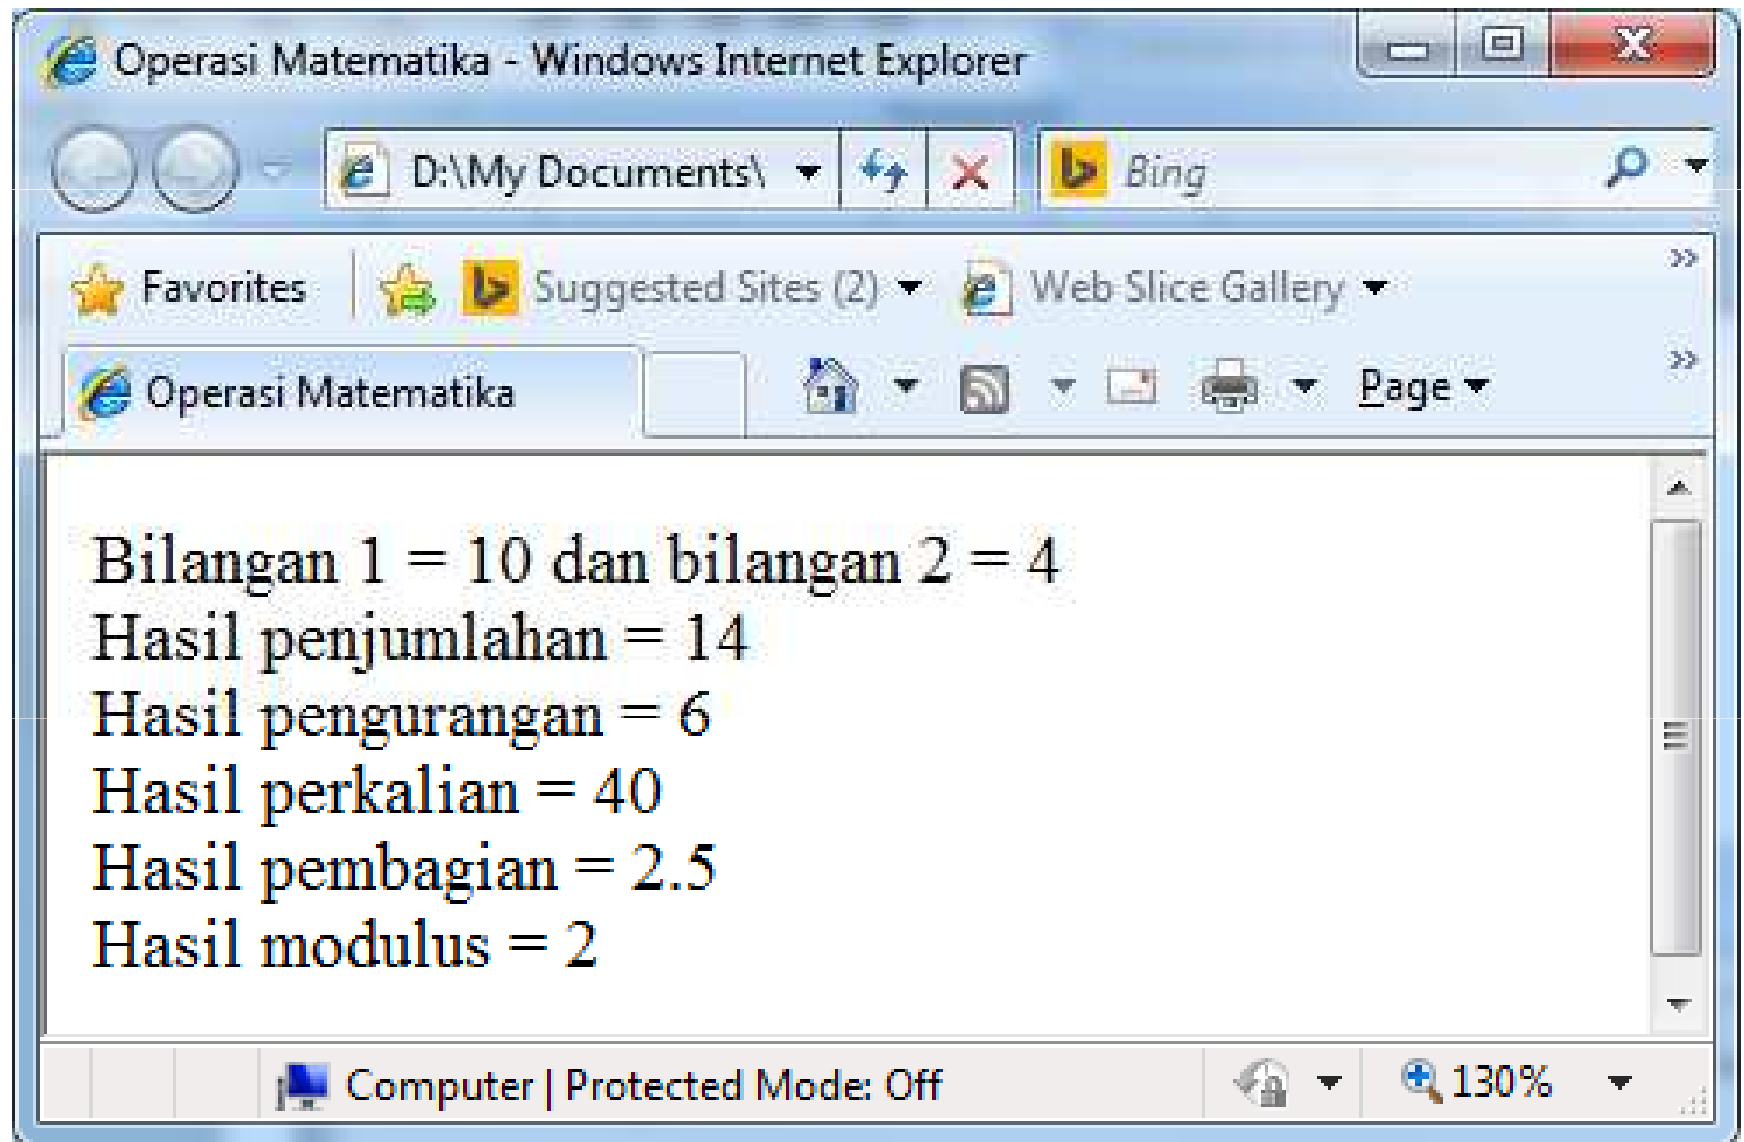 Operasi Matematika - Windows Internet Explorer
D:\My Documents\ Bing
Favorites Suggested Sites (2) Web Slice Gallery »
Operasi Matematika Page »
Bilangan 1 = 10 dan bilangan 2 = 4
Hasil penjumlahan = 14
Hasil pengurangan = 6
Hasil perkalian = 40
Hasil pembagian = 2.5
Hasil modulus = 2
Computer | Protected Mode: Off 130%